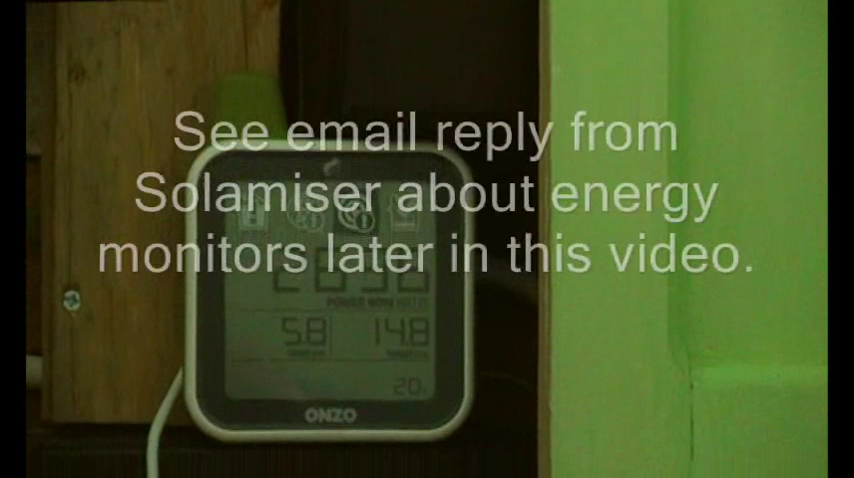 See email reply from
Solamiser about energy
monitors later in this video.
POWER NOW WATTS
5.8 14.8
ONZO